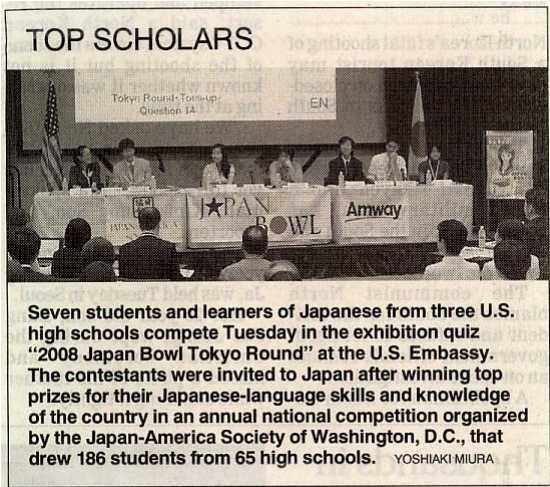 TOP SCHOLARS
Tokyo Round - Toss-up
Question 14
EN
JAPAN BOWL
Amway
Seven students and learners of Japanese from three U.S.
high schools compete Tuesday in the exhibition quiz
“2008 Japan Bowl Tokyo Round” at the U.S. Embassy.
The contestants were invited to Japan after winning top
prizes for their Japanese-language skills and knowledge
of the country in an annual national competition organized
by the Japan-America Society of Washington, D.C., that
drew 186 students from 65 high schools. YOSHIAKI MIURA